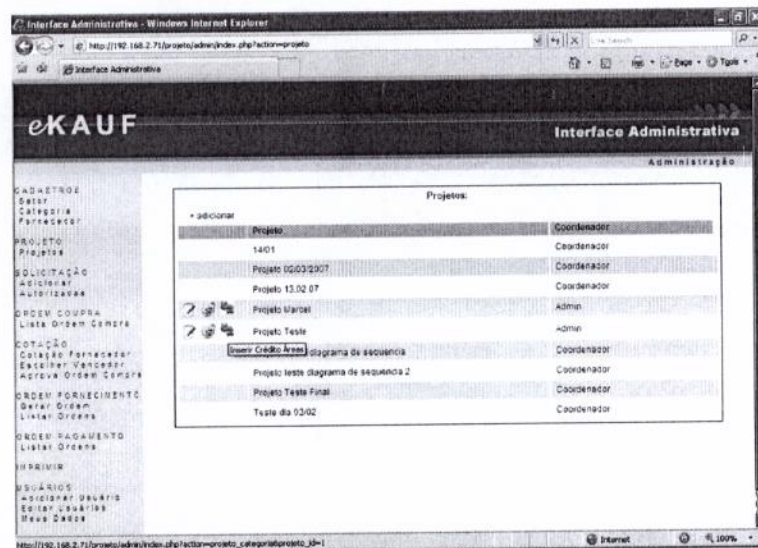 Interface Administrativa - Windows Internet Explorer
http://192.168.2.71/projeto/admin/index.php?action=projeto
Live Search
Interface Administrativa
Page
Tools
eKAUF
Interface Administrativa
Administração
CADASTROS
Setor
Categoria
Fornecedor
PROJETO
Projetos
SOLICITAÇÃO
Adicionar
Autorizadas
ORDEM COMPRA
Lista Ordem Compra
COTAÇÃO
Cotação Fornecedor
Escolher Vencedor
Aprova Ordem Compra
ORDEM FORNECIMENTO
Gerar Ordem
Listar Ordens
ORDEM PAGAMENTO
Listar Ordens
IMPRIMIR
USUÁRIOS
Adicionar Usuário
Editar Usuários
Meus Dados
Projetos:
+ adicionar
Projeto Coordenador
14/01 Coordenador
Projeto 02/03/2007 Coordenador
Projeto 13.02.07 Coordenador
Projeto Marcel Admin
Projeto Teste Admin
Inserir Crédito Áreas diagrama de sequencia Coordenador
Projeto teste diagrama de sequencia 2 Coordenador
Projeto Teste Final Coordenador
Teste dia 03/02 Coordenador
http://192.168.2.71/projeto/admin/index.php?action=projeto_categoria&projeto_id=1
Internet
100%